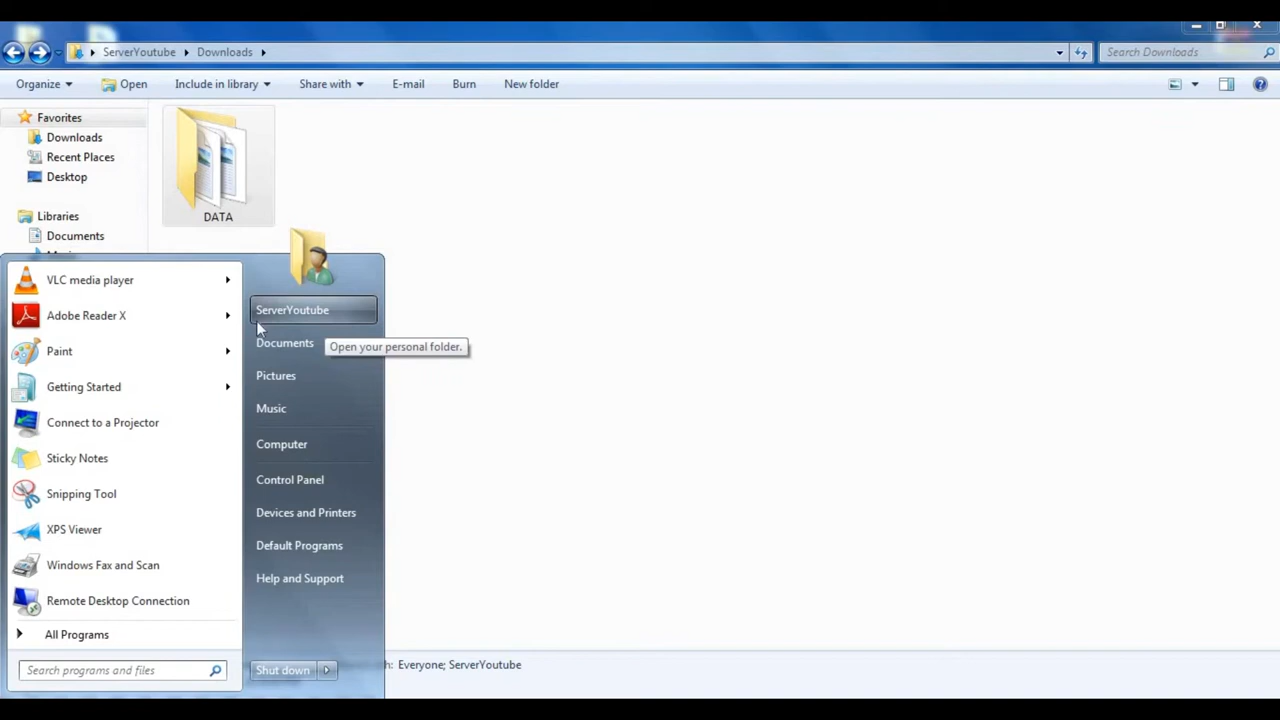 ServerYoutube Downloads Search Downloads
Organize Open Include in library Share with E-mail Burn New folder
Favorites
Downloads
Recent Places
Desktop
Libraries
Documents
DATA
VLC media player
Adobe Reader X
Paint
Getting Started
Connect to a Projector
Sticky Notes
Snipping Tool
XPS Viewer
Windows Fax and Scan
Remote Desktop Connection
All Programs
Search programs and files
ServerYoutube
Documents
Open your personal folder.
Pictures
Music
Computer
Control Panel
Devices and Printers
Default Programs
Help and Support
Shut down
Everyone; ServerYoutube